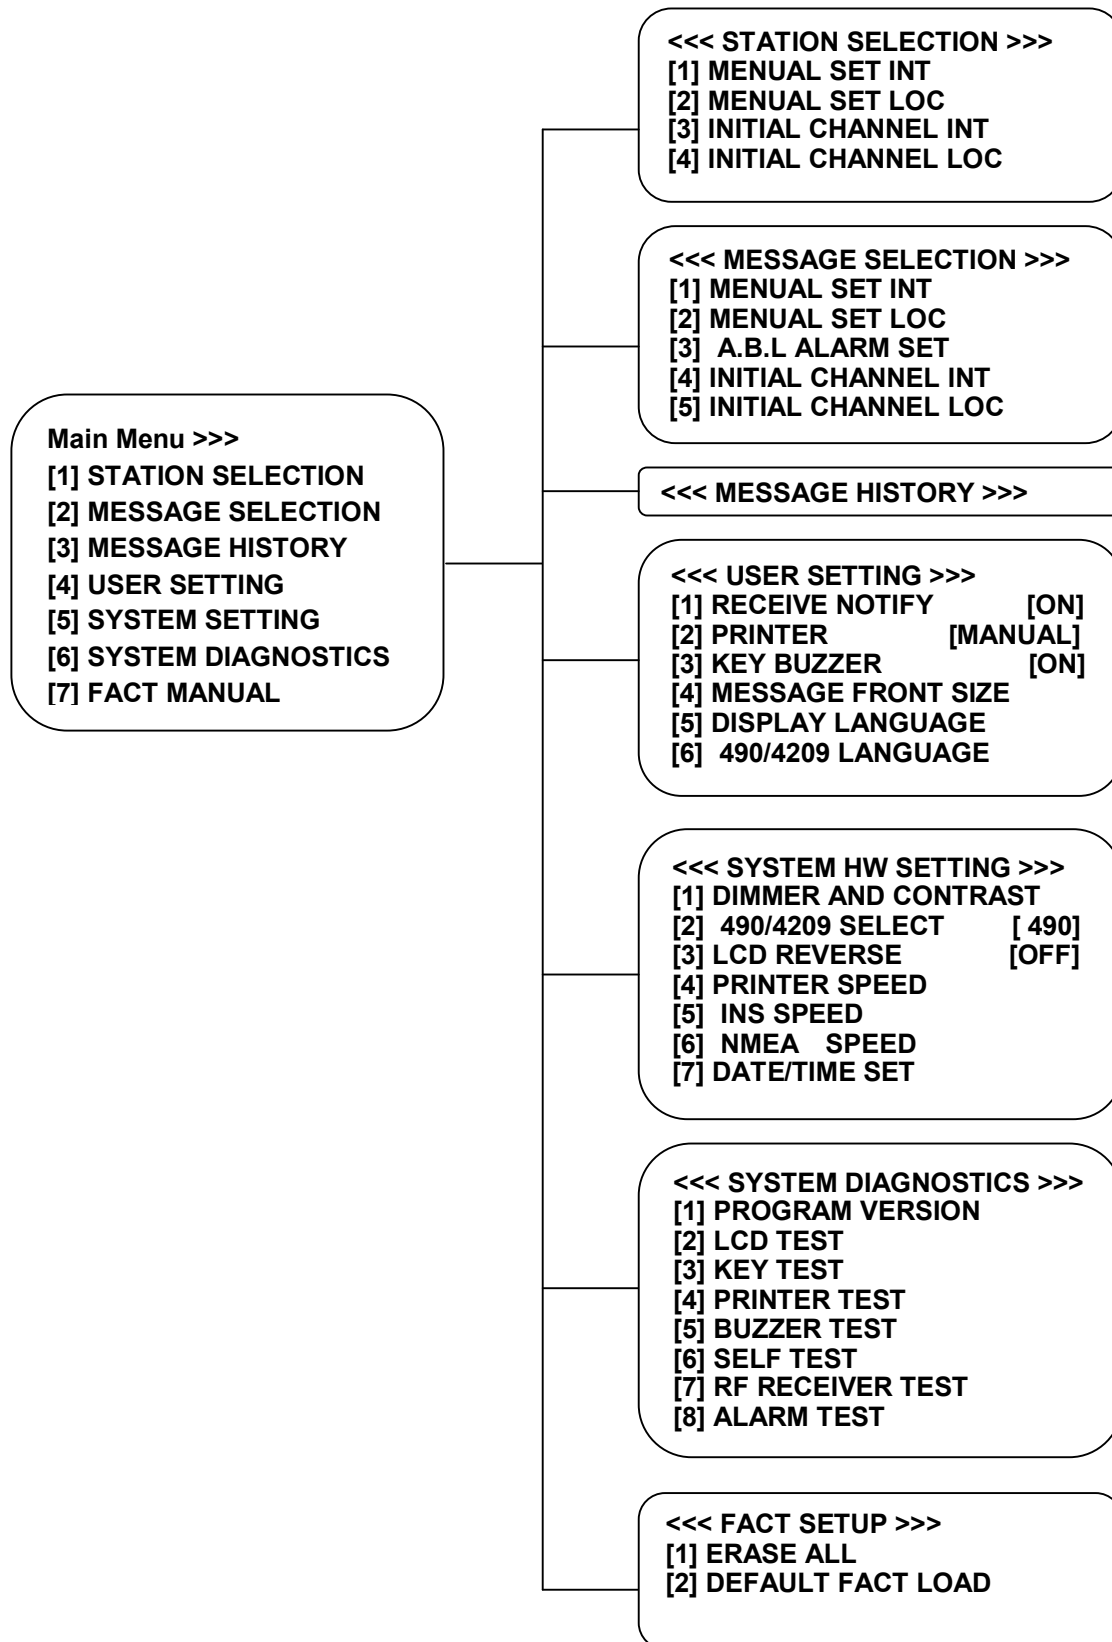 <<< STATION SELECTION >>>
[1] MENUAL SET INT
[2] MENUAL SET LOC
[3] INITIAL CHANNEL INT
[4] INITIAL CHANNEL LOC
<<< MESSAGE SELECTION >>>
[1] MENUAL SET INT
[2] MENUAL SET LOC
[3] A.B.L ALARM SET
[4] INITIAL CHANNEL INT
[5] INITIAL CHANNEL LOC
Main Menu >>>
[1] STATION SELECTION
[2] MESSAGE SELECTION
[3] MESSAGE HISTORY
[4] USER SETTING
[5] SYSTEM SETTING
[6] SYSTEM DIAGNOSTICS
[7] FACT MANUAL
<<< MESSAGE HISTORY >>>
<<< USER SETTING >>>
[1] RECEIVE NOTIFY [ON]
[2] PRINTER [MANUAL]
[3] KEY BUZZER [ON]
[4] MESSAGE FRONT SIZE
[5] DISPLAY LANGUAGE
[6] 490/4209 LANGUAGE
<<< SYSTEM HW SETTING >>>
[1] DIMMER AND CONTRAST
[2] 490/4209 SELECT [ 490]
[3] LCD REVERSE [OFF]
[4] PRINTER SPEED
[5] INS SPEED
[6] NMEA SPEED
[7] DATE/TIME SET
<<< SYSTEM DIAGNOSTICS >>>
[1] PROGRAM VERSION
[2] LCD TEST
[3] KEY TEST
[4] PRINTER TEST
[5] BUZZER TEST
[6] SELF TEST
[7] RF RECEIVER TEST
[8] ALARM TEST
<<< FACT SETUP >>>
[1] ERASE ALL
[2] DEFAULT FACT LOAD